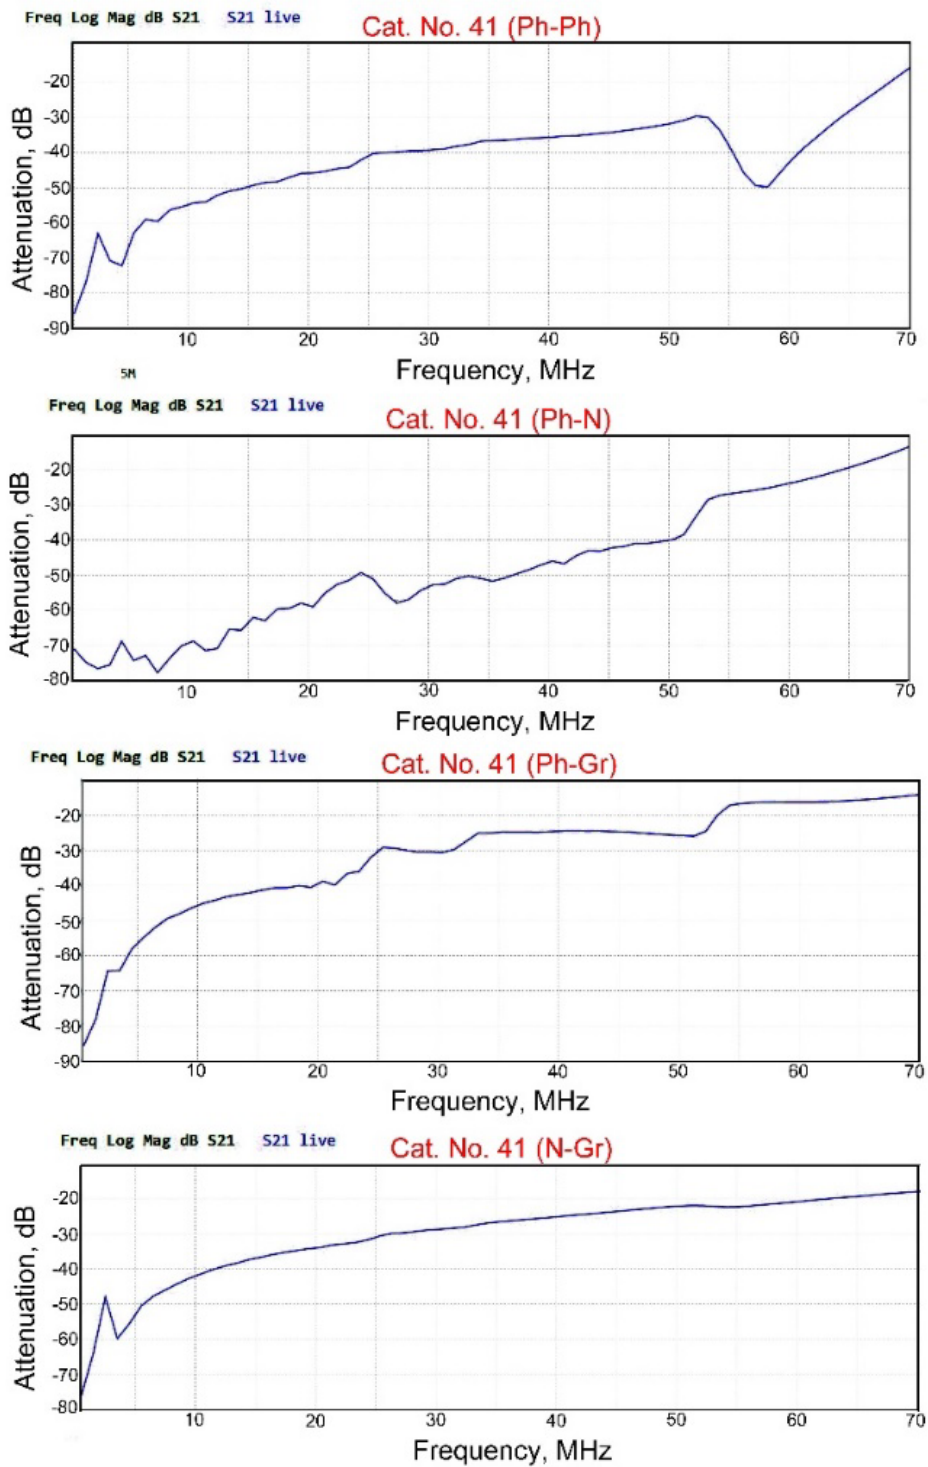 Freq Log Mag dB S21 S21 live
Cat. No. 41 (Ph-Ph)
Attenuation, dB
-20
-30
-40
-50
-60
-70
-80
-90
10 20 30 40 50 60 70
Frequency, MHz
5M
Freq Log Mag dB S21 S21 live
Cat. No. 41 (Ph-N)
Attenuation, dB
-20
-30
-40
-50
-60
-70
-80
10 20 30 40 50 60 70
Frequency, MHz
Freq Log Mag dB S21 S21 live
Cat. No. 41 (Ph-Gr)
Attenuation, dB
-20
-30
-40
-50
-60
-70
-80
-90
10 20 30 40 50 60 70
Frequency, MHz
Freq Log Mag dB S21 S21 live
Cat. No. 41 (N-Gr)
Attenuation, dB
-20
-30
-40
-50
-60
-70
-80
10 20 30 40 50 60 70
Frequency, MHz